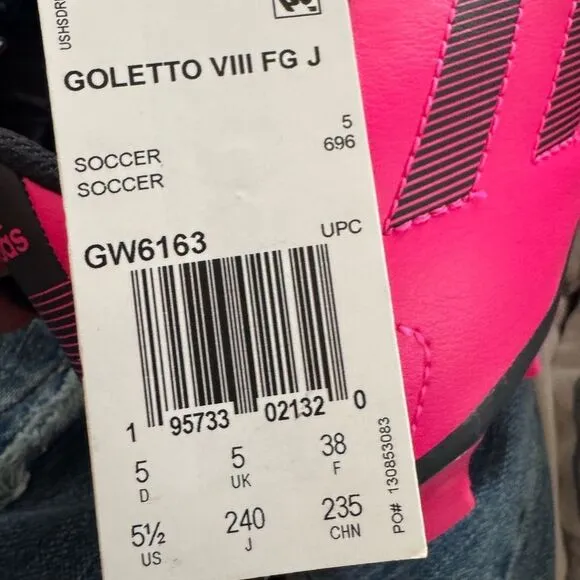 USHSDR
GOLETTO VIII FG J
5
696
SOCCER
SOCCER
GW6163
UPC
1 95733 02132 0
5 5 38
D UK F
5½ 240 235
US J CHN
PO# 130853083
das